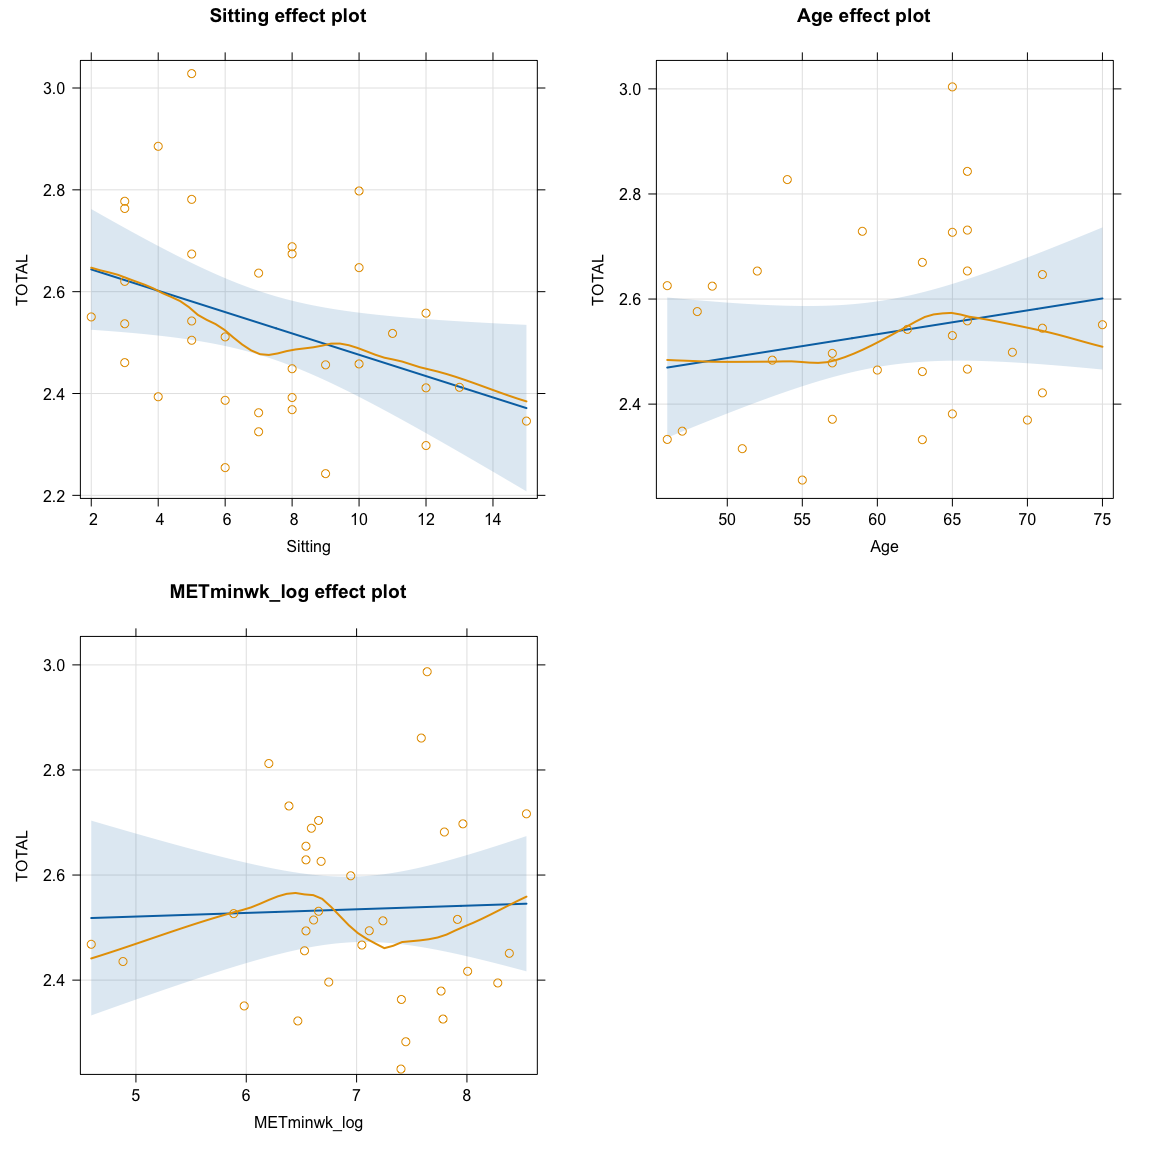 Sitting effect plot
TOTAL
3.0
2.8
2.6
2.4
2.2
2 4 6 8 10 12 14
Sitting
Age effect plot
TOTAL
3.0
2.8
2.6
2.4
50 55 60 65 70 75
Age
METminwk_log effect plot
TOTAL
3.0
2.8
2.6
2.4
5 6 7 8
METminwk_log